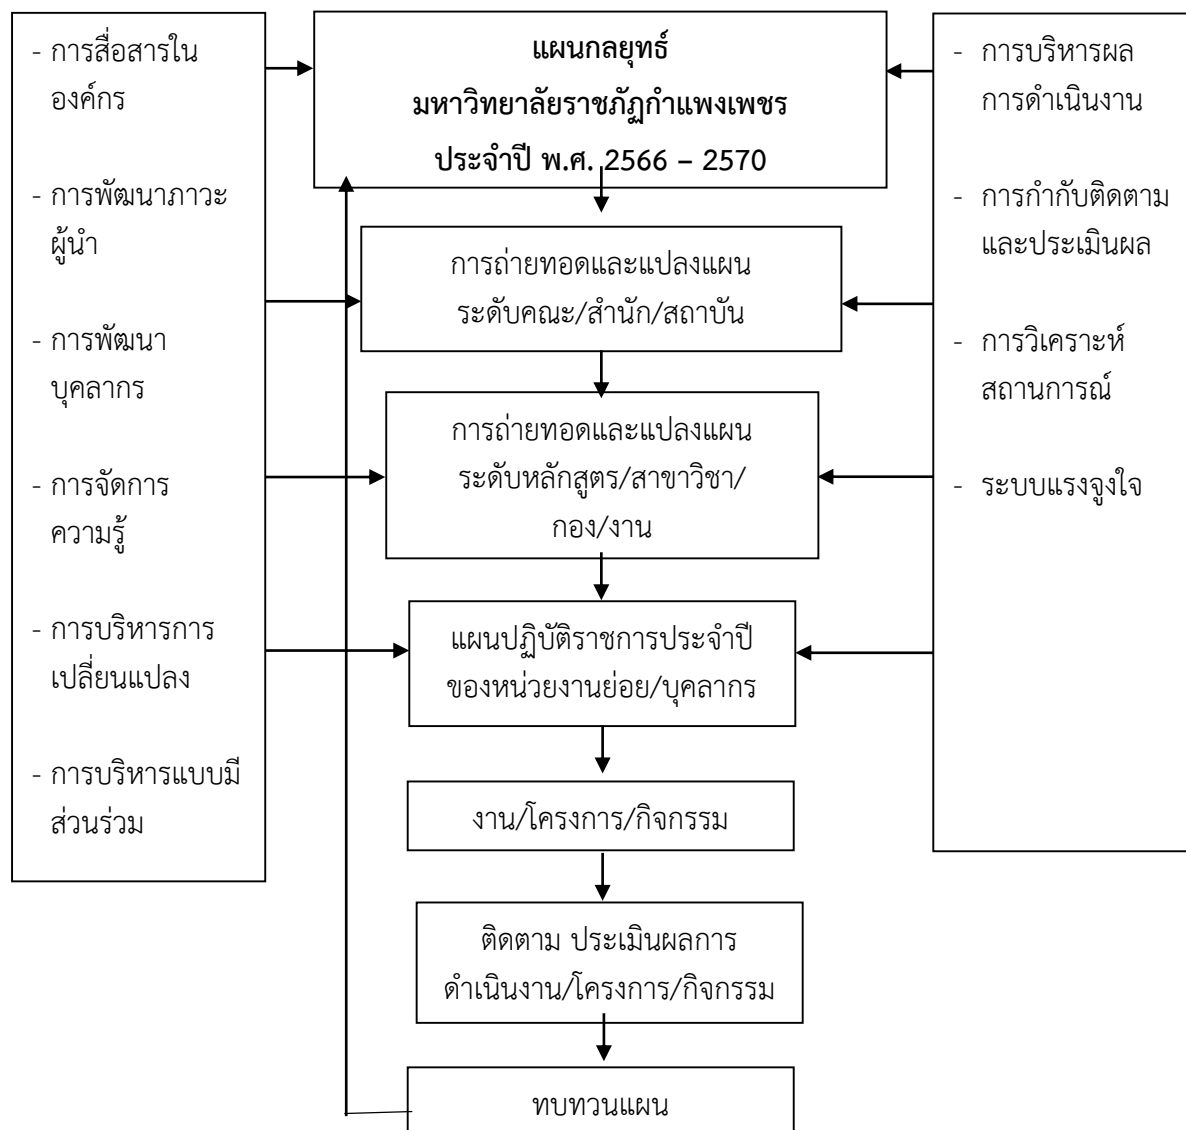 - การสื่อสารใน
องค์กร
- การพัฒนาภาวะ
ผู้นำ
- การพัฒนา
บุคลากร
- การจัดการ
ความรู้
- การบริหารการ
เปลี่ยนแปลง
- การบริหารแบบมี
ส่วนร่วม
แผนกลยุทธ์
มหาวิทยาลัยราชภัฏกำแพงเพชร
ประจำปี พ.ศ. 2566 – 2570
การถ่ายทอดและแปลงแผน
ระดับคณะ/สำนัก/สถาบัน
การถ่ายทอดและแปลงแผน
ระดับหลักสูตร/สาขาวิชา/
กอง/งาน
แผนปฏิบัติราชการประจำปี
ของหน่วยงานย่อย/บุคลากร
งาน/โครงการ/กิจกรรม
ติดตาม ประเมินผลการ
ดำเนินงาน/โครงการ/กิจกรรม
ทบทวนแผน
- การบริหารผล
การดำเนินงาน
- การกำกับติดตาม
และประเมินผล
- การวิเคราะห์
สถานการณ์
- ระบบแรงจูงใจ